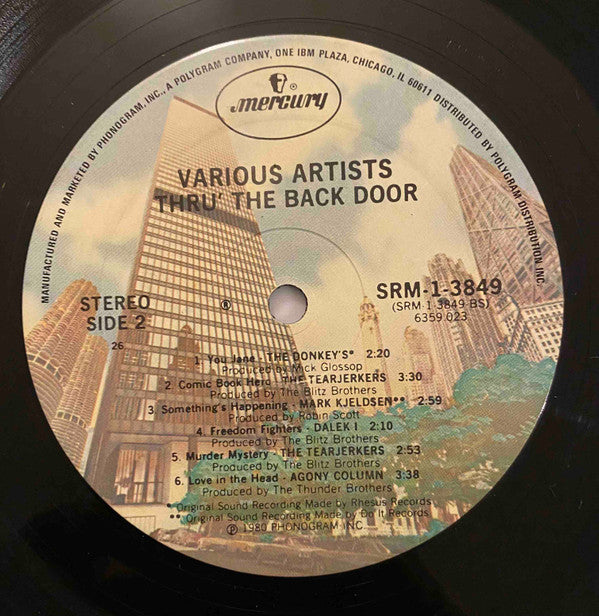 MANUFACTURED AND MARKETED BY PHONOGRAM, INC., A POLYGRAM COMPANY, ONE IBM PLAZA, CHICAGO, IL 60611 DISTRIBUTED BY POLYGRAM DISTRIBUTION INC
®
mercury
VARIOUS ARTISTS
THRU' THE BACK DOOR
STEREO
SIDE 2
®
SRM-1-3849
(SRM-1-3849-BS)
6359 023
26
1. You Jane - THE DONKEY'S* 2:20
Produced by Mick Glossop
2. Comic Book Hero - THE TEARJERKERS 3:30
Produced by The Blitz Brothers
3. Something's Happening - MARK KJELDSEN** 2:59
Produced by Robin Scott
4. Freedom Fighters - DALEK I 2:10
Produced by The Blitz Brothers
5. Murder Mystery - THE TEARJERKERS 2:53
Produced by The Blitz Brothers
6. Love in the Head - AGONY COLUMN 3:38
Produced by The Thunder Brothers
* Original Sound Recording Made by Rhesus Records
** Original Sound Recording Made by Do It Records
℗ 1980 PHONOGRAM INC.